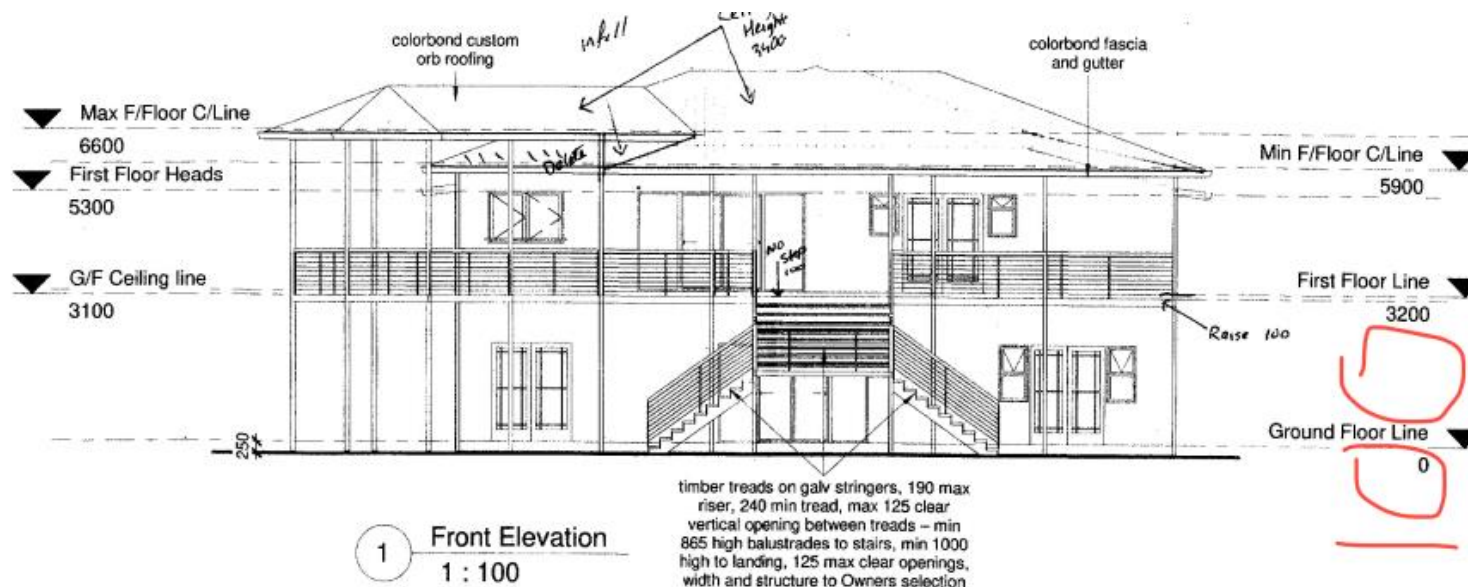 infill
Height
3400
colorbond custom
orb roofing
colorbond fascia
and gutter
Max F/Floor C/Line
6600
First Floor Heads
5300
G/F Ceiling line
3100
Delete
No
Step
Min F/Floor C/Line
5900
First Floor Line
3200
Raise 100
Ground Floor Line
0
250
timber treads on galv stringers, 190 max
riser, 240 min tread, max 125 clear
vertical opening between treads – min
865 high balustrades to stairs, min 1000
high to landing, 125 max clear openings,
width and structure to Owners selection
1 Front Elevation
1 : 100